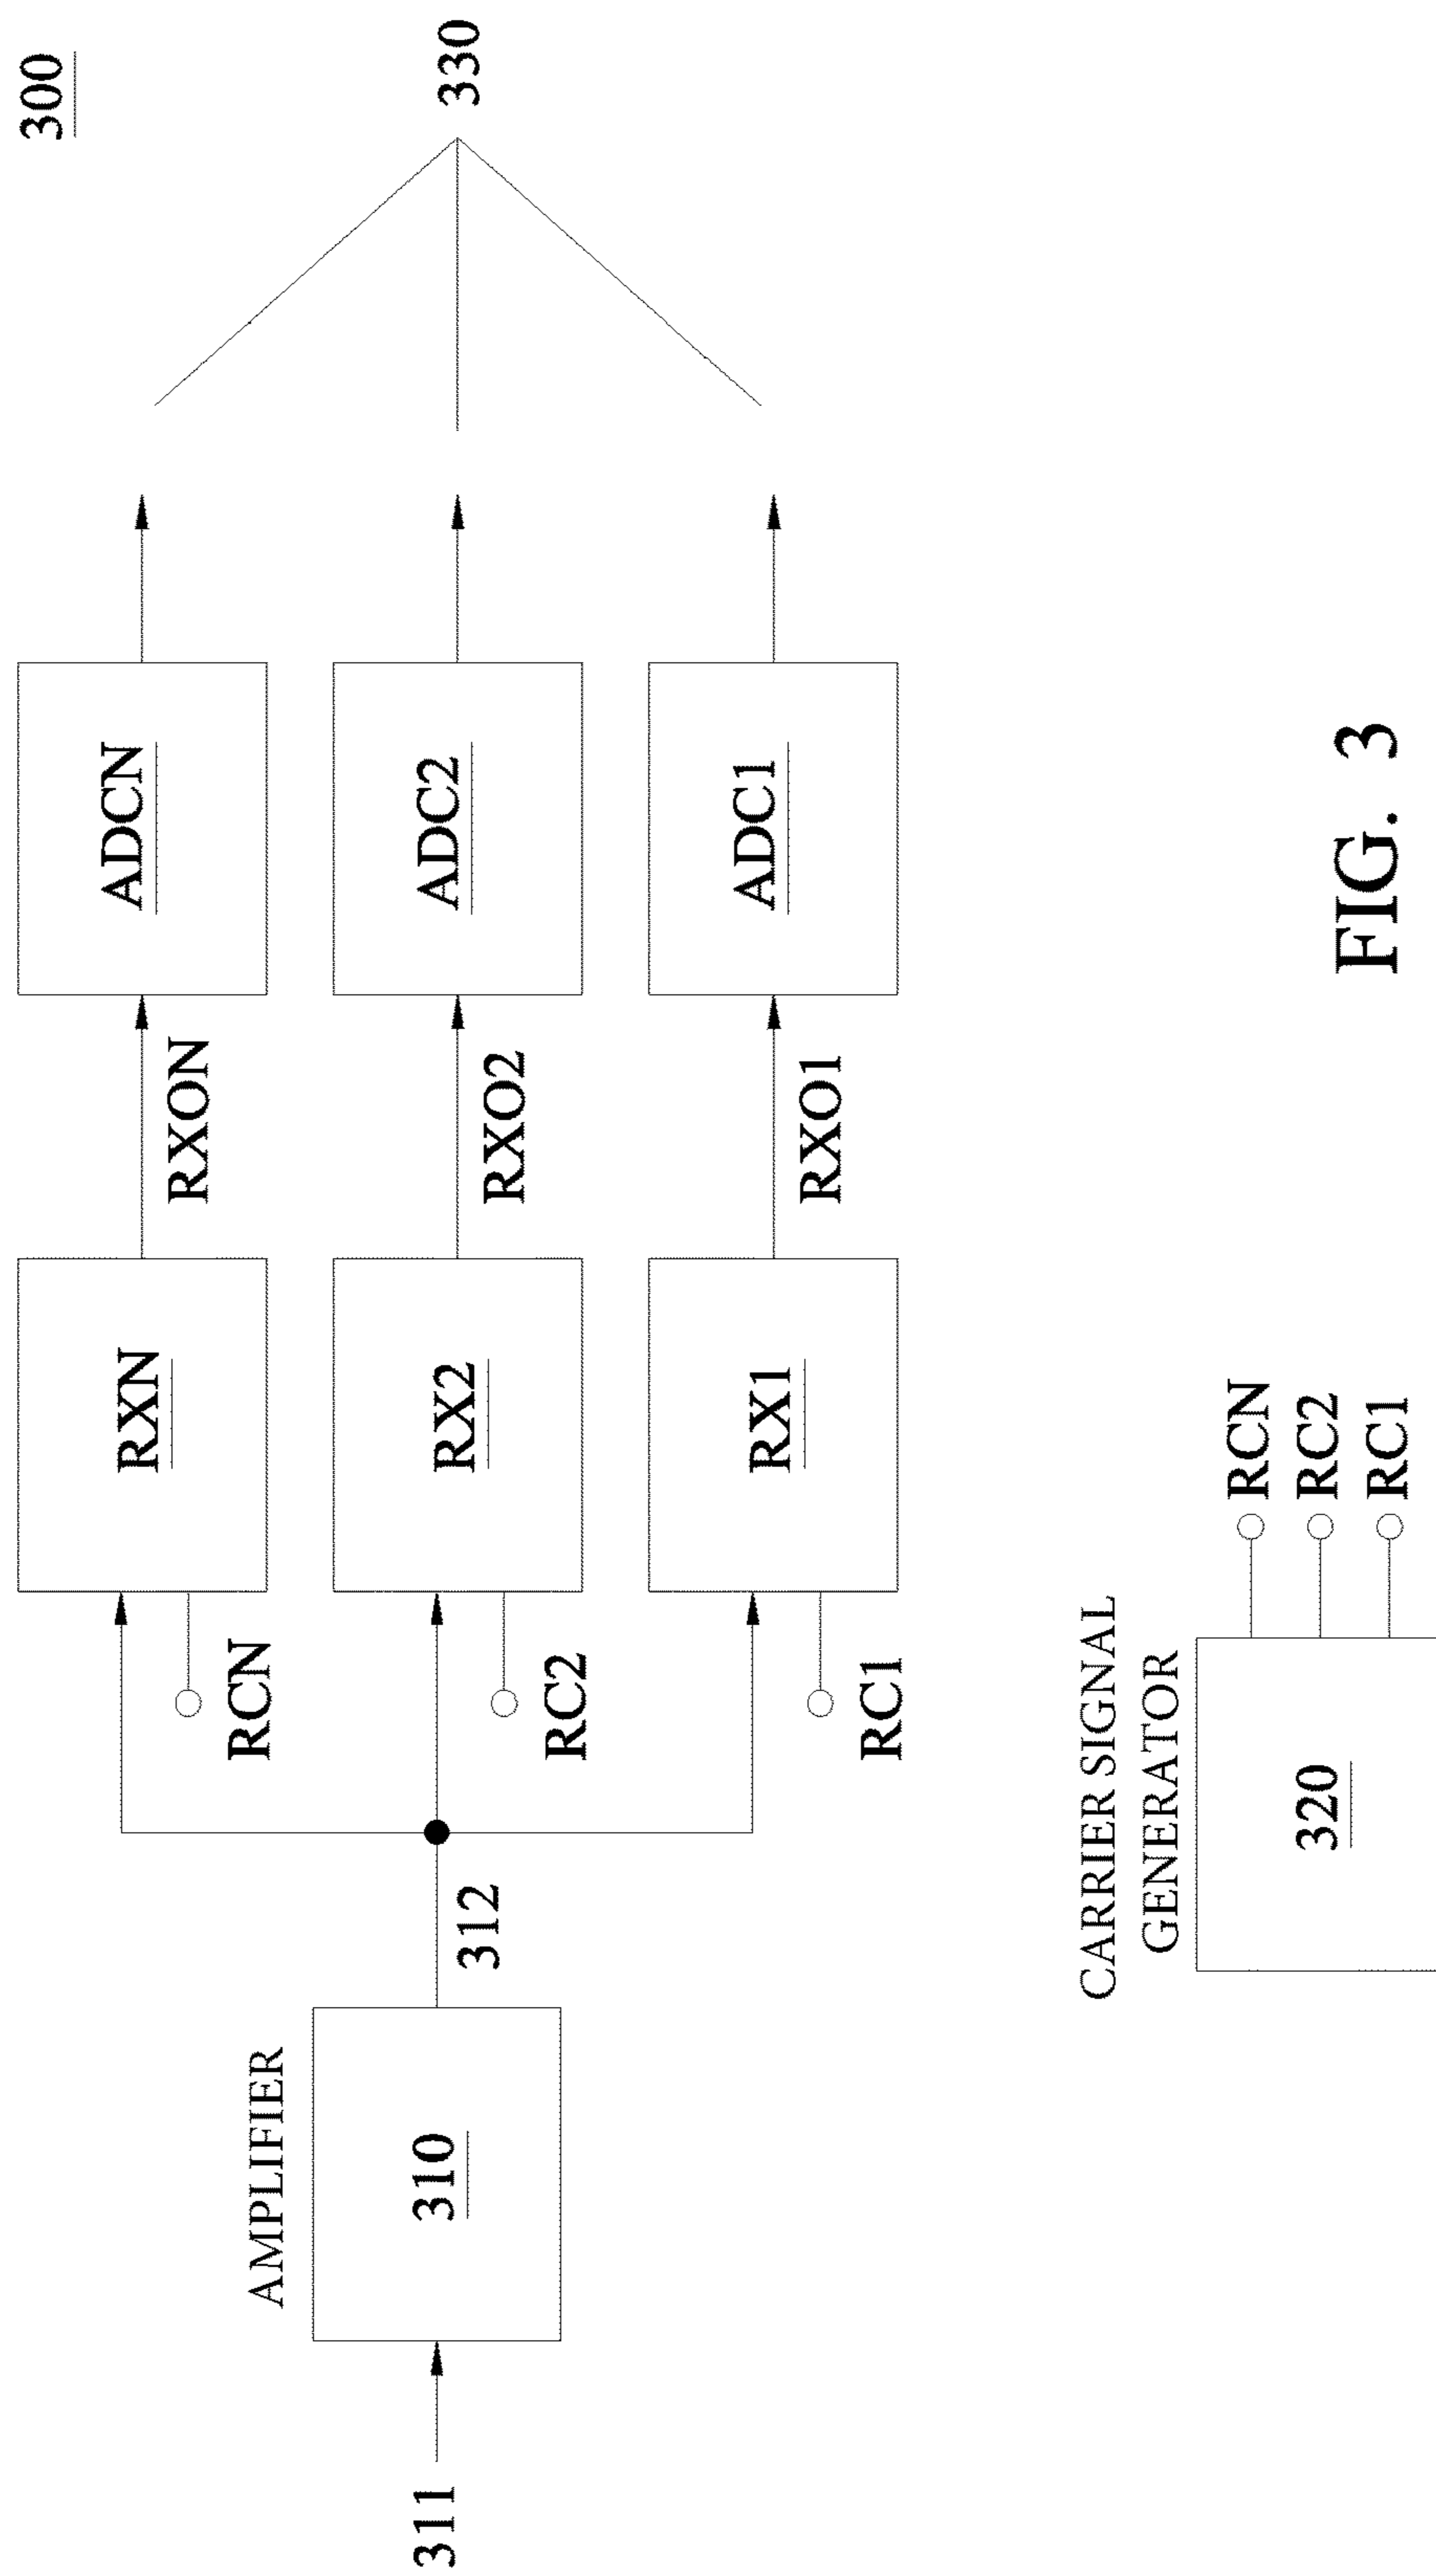 300
330
ADCN
ADC2
ADC1
RXON
RXO2
RXO1
RXN
RX2
RX1
RCN
RC2
RC1
312
AMPLIFIER
310
311
CARRIER SIGNAL
GENERATOR
320
RCN
RC2
RC1
FIG. 3